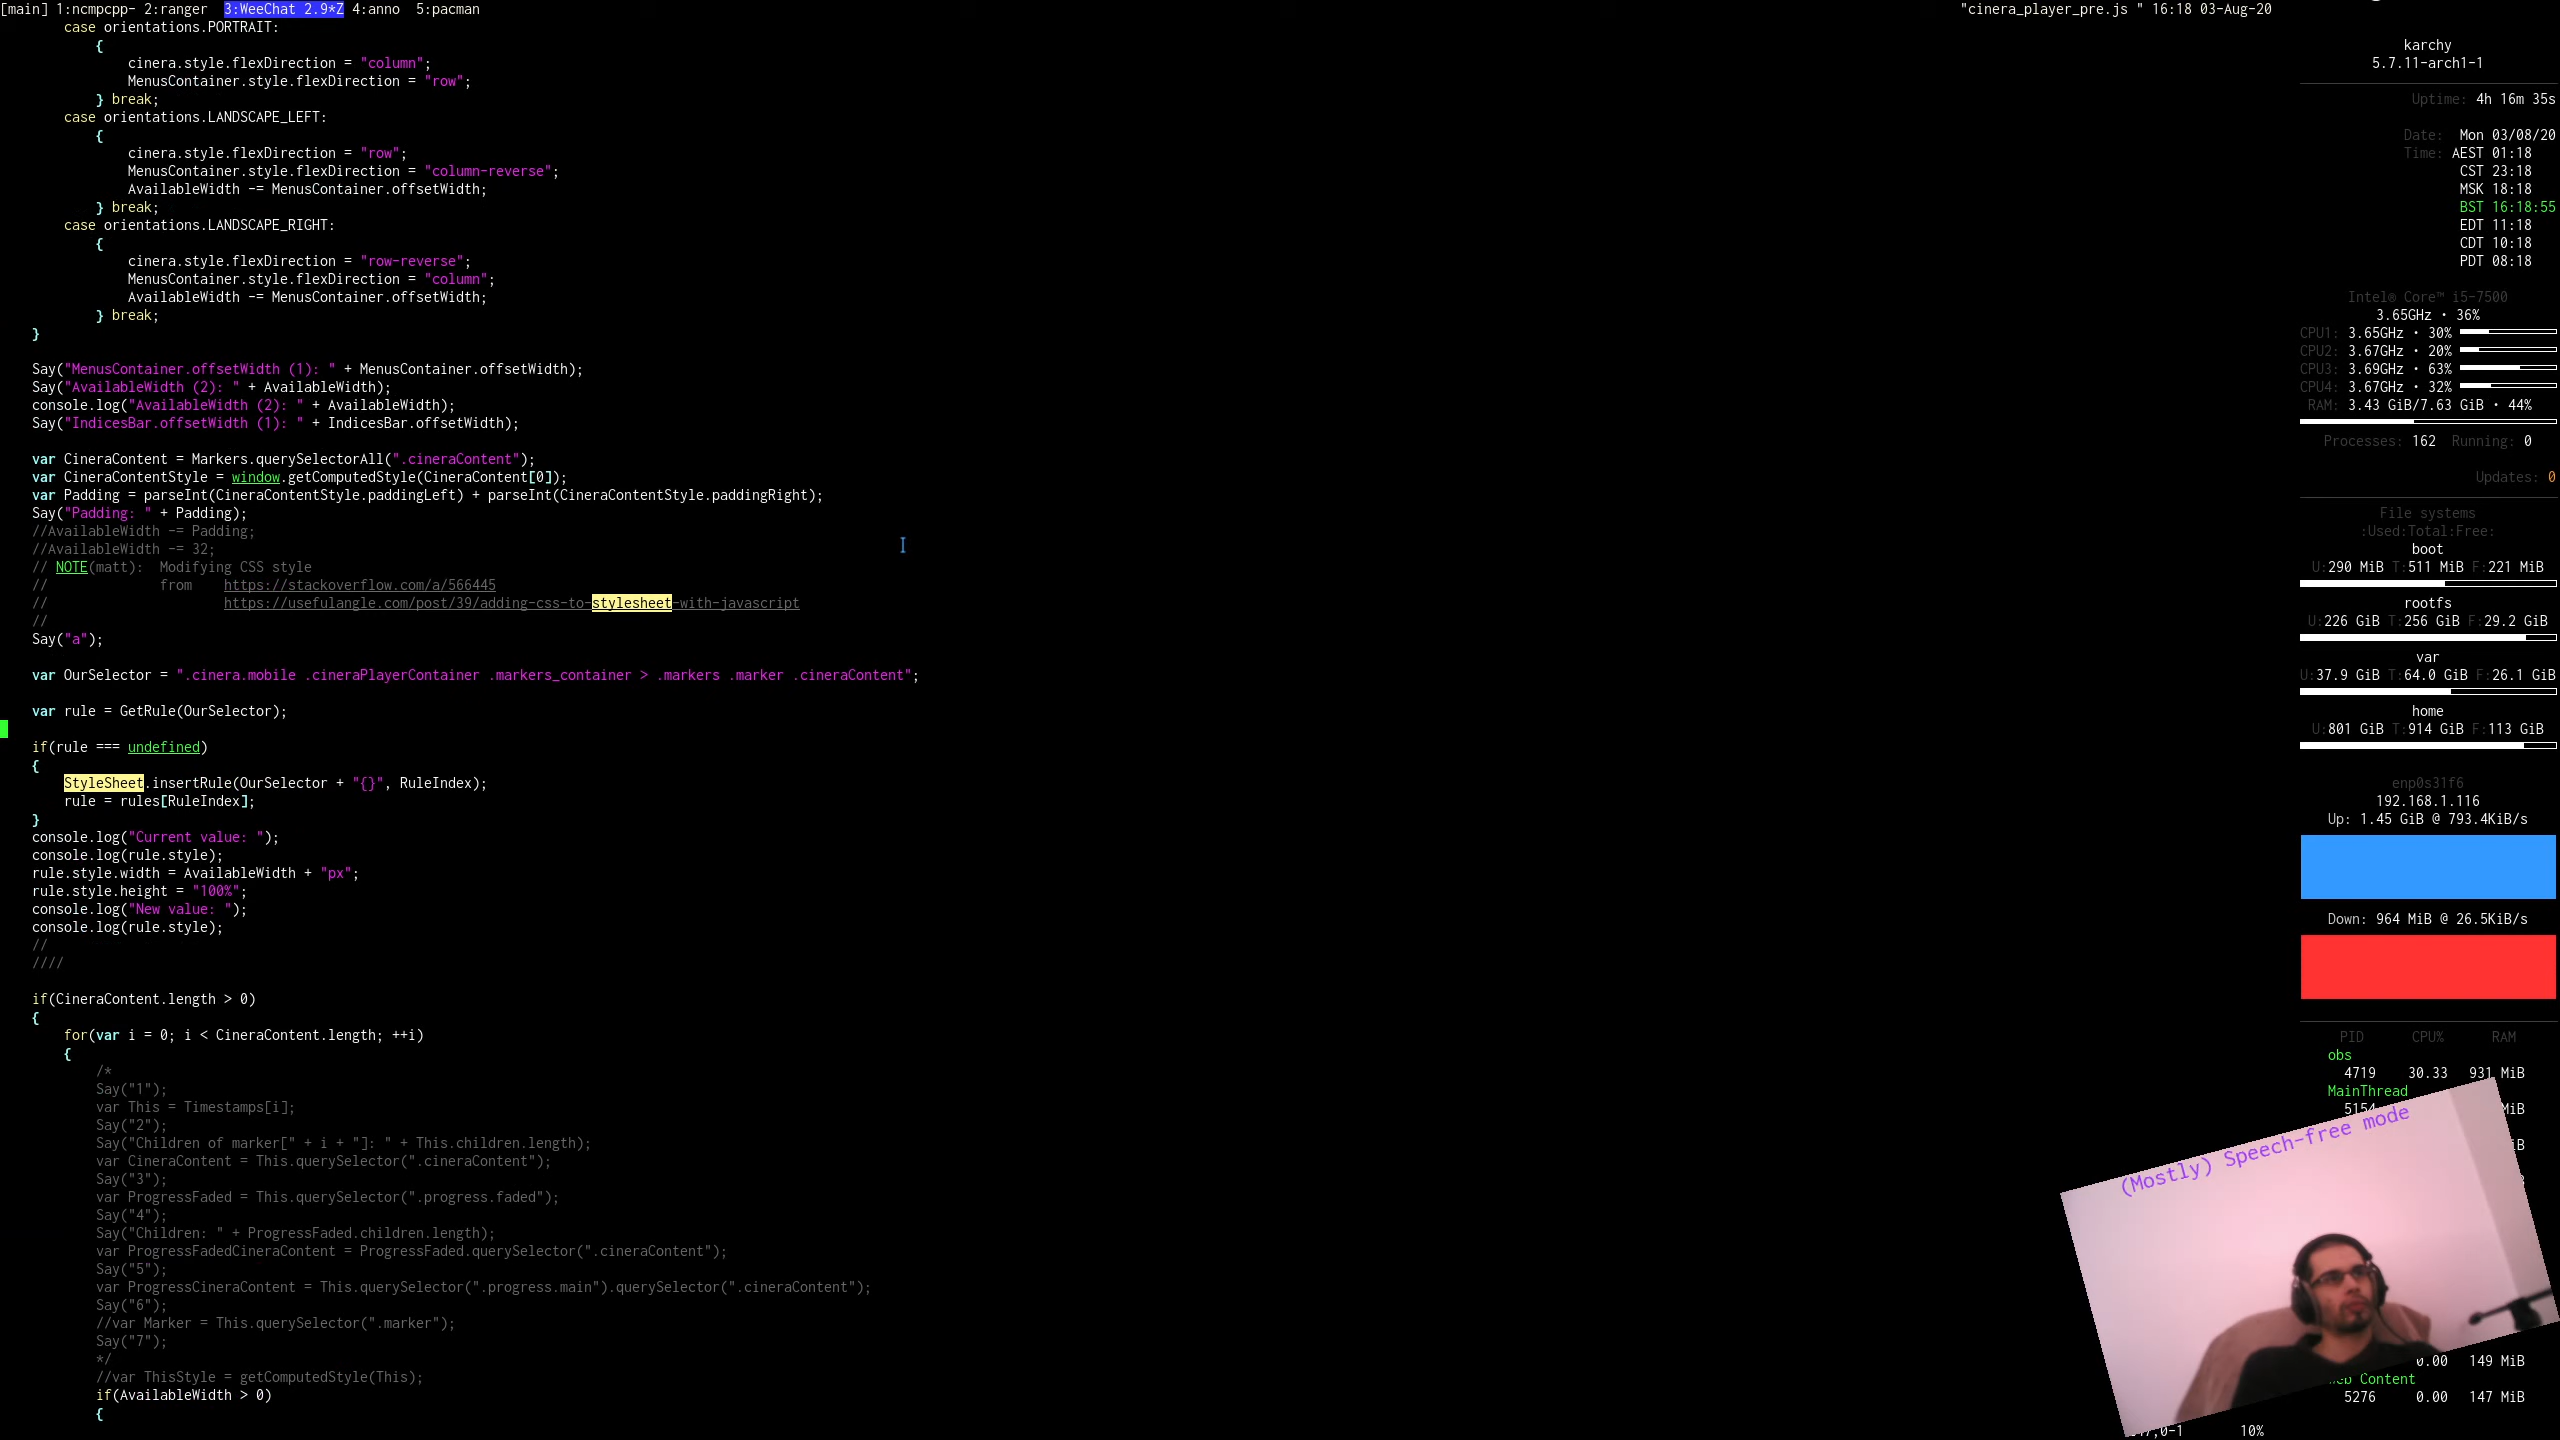 [main] 1:ncmpcpp- 2:ranger  3:WeeChat 2.9*Z 4:anno  5:pacman
"cinera_player_pre.js " 16:18 03-Aug-20
case orientations.PORTRAIT:
{
cinera.style.flexDirection = "column";
MenusContainer.style.flexDirection = "row";
} break;
case orientations.LANDSCAPE_LEFT:
{
cinera.style.flexDirection = "row";
MenusContainer.style.flexDirection = "column-reverse";
AvailableWidth -= MenusContainer.offsetWidth;
} break;
case orientations.LANDSCAPE_RIGHT:
{
cinera.style.flexDirection = "row-reverse";
MenusContainer.style.flexDirection = "column";
AvailableWidth -= MenusContainer.offsetWidth;
} break;
}
Say("MenusContainer.offsetWidth (1): " + MenusContainer.offsetWidth);
Say("AvailableWidth (2): " + AvailableWidth);
console.log("AvailableWidth (2): " + AvailableWidth);
Say("IndicesBar.offsetWidth (1): " + IndicesBar.offsetWidth);
var CineraContent = Markers.querySelectorAll(".cineraContent");
var CineraContentStyle = window.getComputedStyle(CineraContent[0]);
var Padding = parseInt(CineraContentStyle.paddingLeft) + parseInt(CineraContentStyle.paddingRight);
Say("Padding: " + Padding);
//AvailableWidth -= Padding;
//AvailableWidth -= 32;
// NOTE(matt):  Modifying CSS style
//              from    https://stackoverflow.com/a/566445
//                      https://usefulangle.com/post/39/adding-css-to-stylesheet-with-javascript
//
Say("a");
var OurSelector = ".cinera.mobile .cineraPlayerContainer .markers_container > .markers .marker .cineraContent";
var rule = GetRule(OurSelector);
if(rule === undefined)
{
StyleSheet.insertRule(OurSelector + "{}", RuleIndex);
rule = rules[RuleIndex];
}
console.log("Current value: ");
console.log(rule.style);
rule.style.width = AvailableWidth + "px";
rule.style.height = "100%";
console.log("New value: ");
console.log(rule.style);
//
////
if(CineraContent.length > 0)
{
for(var i = 0; i < CineraContent.length; ++i)
{
/*
Say("1");
var This = Timestamps[i];
Say("2");
Say("Children of marker[" + i + "]: " + This.children.length);
var CineraContent = This.querySelector(".cineraContent");
Say("3");
var ProgressFaded = This.querySelector(".progress.faded");
Say("4");
Say("Children: " + ProgressFaded.children.length);
var ProgressFadedCineraContent = ProgressFaded.querySelector(".cineraContent");
Say("5");
var ProgressCineraContent = This.querySelector(".progress.main").querySelector(".cineraContent");
Say("6");
//var Marker = This.querySelector(".marker");
Say("7");
*/
//var ThisStyle = getComputedStyle(This);
if(AvailableWidth > 0)
{
karchy
5.7.11-arch1-1
Uptime: 4h 16m 35s
Date: Mon 03/08/20
Time: AEST 01:18
CST 23:18
MSK 18:18
BST 16:18:55
EDT 11:18
CDT 10:18
PDT 08:18
Intel® Core™ i5-7500
3.65GHz · 36%
CPU1: 3.65GHz · 30%
CPU2: 3.67GHz · 20%
CPU3: 3.69GHz · 63%
CPU4: 3.67GHz · 32%
RAM: 3.43 GiB/7.63 GiB · 44%
Processes: 162  Running: 0
Updates: 0
File systems
:Used:Total:Free:
boot
U:290 MiB T:511 MiB F:221 MiB
rootfs
U:226 GiB T:256 GiB F:29.2 GiB
var
U:37.9 GiB T:64.0 GiB F:26.1 GiB
home
U:801 GiB T:914 GiB F:113 GiB
enp0s31f6
192.168.1.116
Up: 1.45 GiB @ 793.4KiB/s
Down: 964 MiB @ 26.5KiB/s
PID CPU% RAM
obs
4719 30.33 931 MiB
MainThread
5154 MiB
(Mostly) Speech-free mode
0.00 149 MiB
Content
5276 0.00 147 MiB
10%